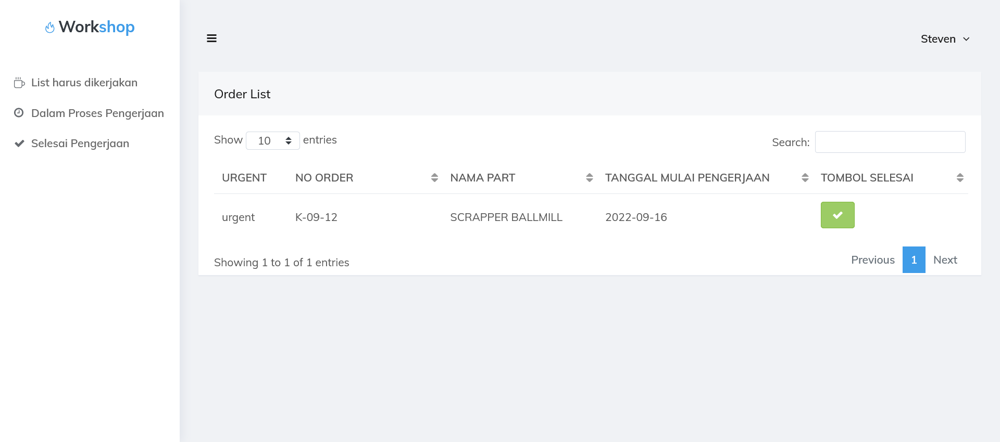 Workshop
Steven
List harus dikerjakan
Dalam Proses Pengerjaan
Selesai Pengerjaan
Order List
Show 10 entries
Search:
URGENT NO ORDER NAMA PART TANGGAL MULAI PENGERJAAN TOMBOL SELESAI
urgent K-09-12 SCRAPPER BALLMILL 2022-09-16
Showing 1 to 1 of 1 entries
Previous 1 Next